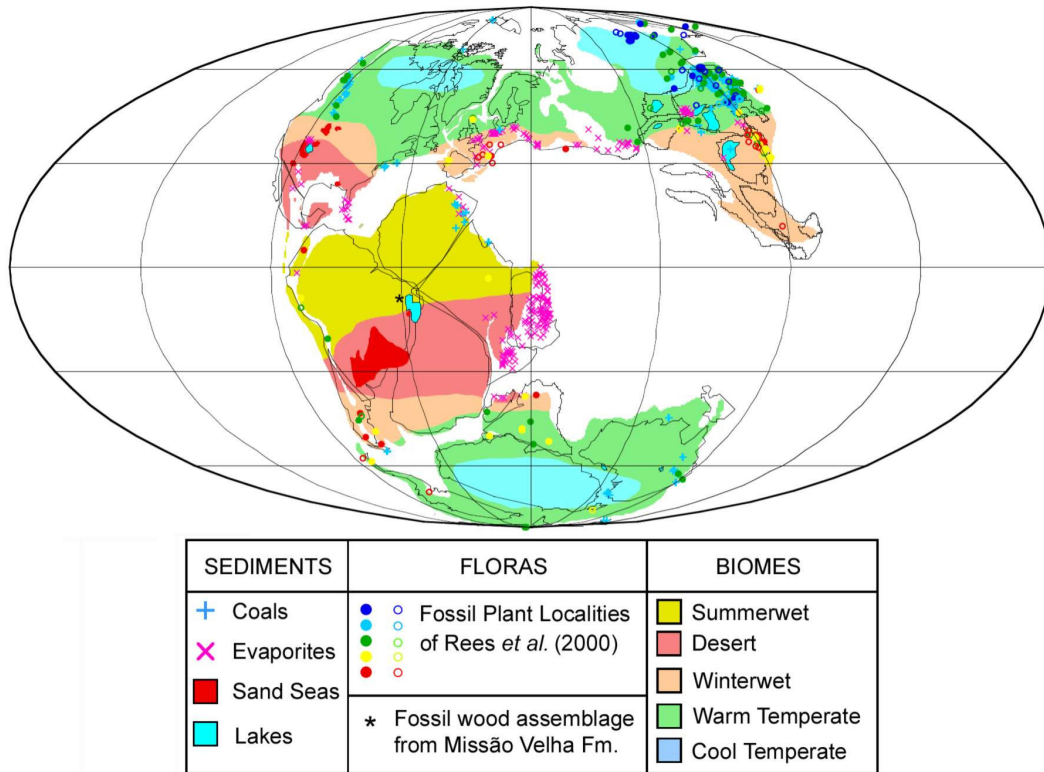 SEDIMENTS
Coals
Evaporites
Sand Seas
Lakes
FLORAS
Fossil Plant Localities
of Rees et al. (2000)
* Fossil wood assemblage
from Missão Velha Fm.
BIOMES
Summerwet
Desert
Winterwet
Warm Temperate
Cool Temperate